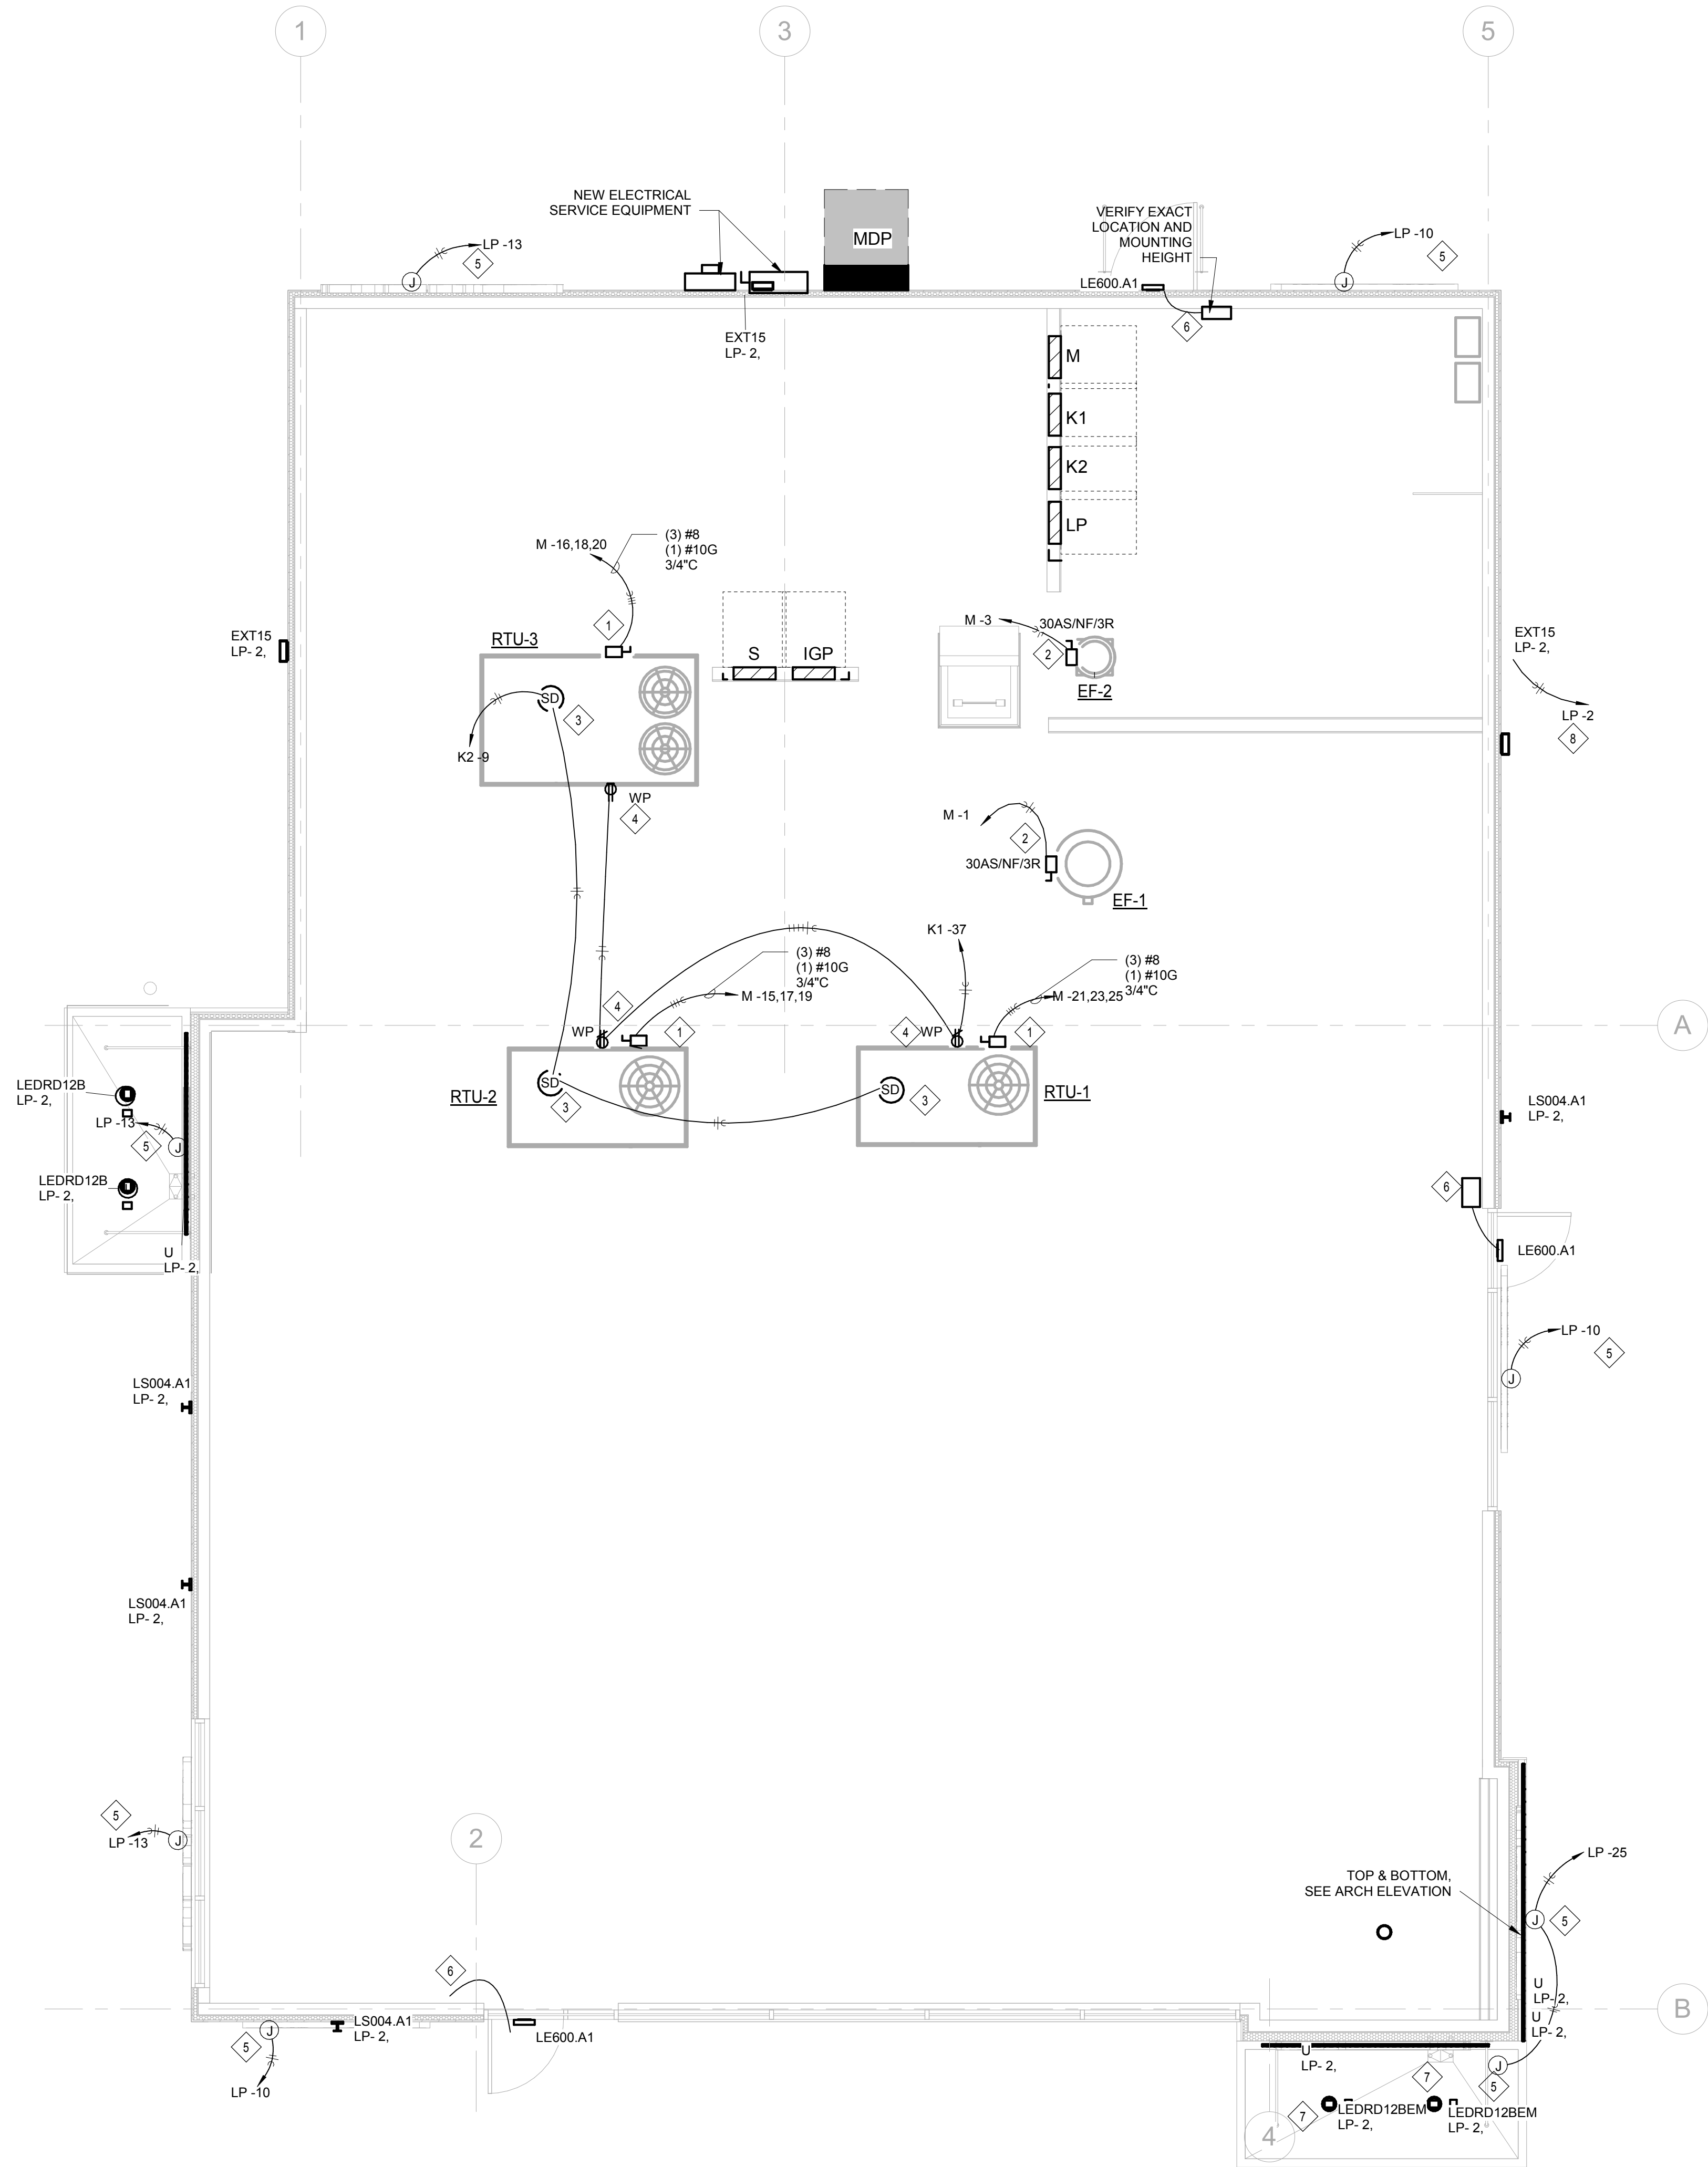 1
3
5
NEW ELECTRICAL
SERVICE EQUIPMENT
MDP
VERIFY EXACT
LOCATION AND
MOUNTING
HEIGHT
LP -13
5
J
LP -10
5
J
LE600.A1
6
EXT15
LP- 2,
M
K1
K2
LP
M -16,18,20
(3) #8
(1) #10G
3/4"C
1
RTU-3
S
IGP
M -3
30AS/NF/3R
2
EF-2
EXT15
LP- 2,
EXT15
LP- 2,
LP -2
8
SD
3
K2 -9
WP
4
M -1
2
30AS/NF/3R
EF-1
K1 -37
(3) #8
(1) #10G
3/4"C
M -15,17,19
(3) #8
(1) #10G
3/4"C
M -21,23,25
4
WP
1
4
WP
1
A
SD
3
RTU-2
SD
3
RTU-1
LEDRD12B
LP- 2,
LP -13
5
J
LEDRD12B
LP- 2,
U
LP- 2,
LS004.A1
LP- 2,
6
LE600.A1
LP -10
5
J
LS004.A1
LP- 2,
LS004.A1
LP- 2,
5
LP -13
J
2
TOP & BOTTOM,
SEE ARCH ELEVATION
LP -25
J
5
6
U
LP- 2,
U
LP- 2,
B
J
5
LP -10
LS004.A1
LP- 2,
LE600.A1
U
LP- 2,
J
5
7
7
LEDRD12BEM
LP- 2,
LEDRD12BEM
LP- 2,
4